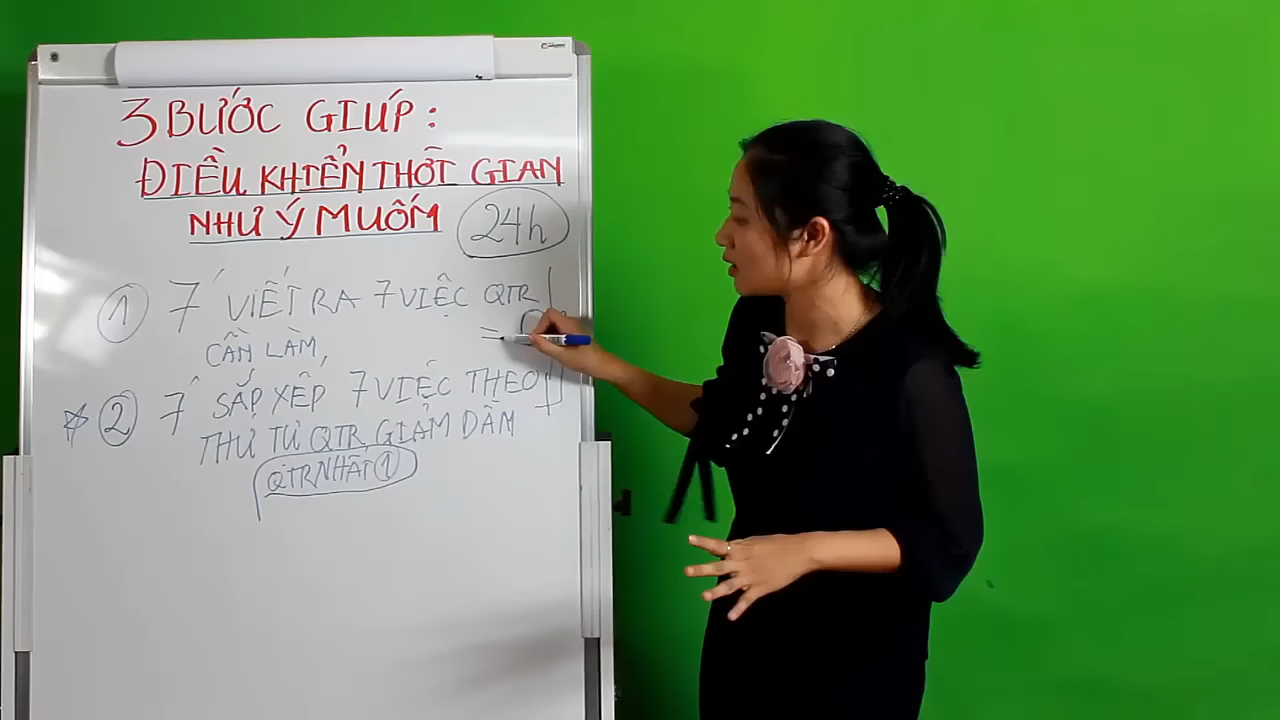 3 BƯỚC GIÚP:
ĐIỀU KHIỂN THỜI GIAN
NHƯ Ý MUỐN
24h
① 7' VIẾT RA 7 VIỆC QTR
CẦN LÀM,
② 7' SẮP XẾP 7 VIỆC THEO
THỨ TỰ QTR GIẢM DẦN
QTR NHẤT ①